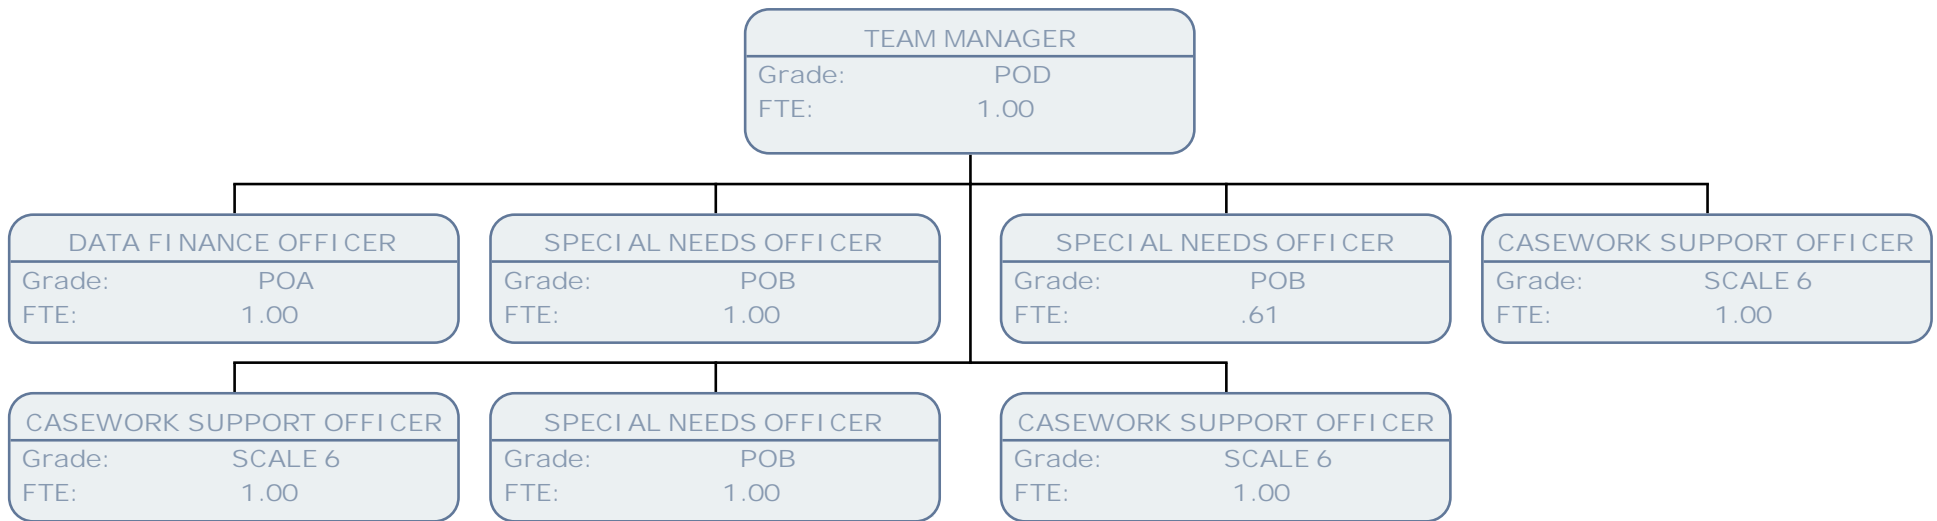 TEAM MANAGER
Grade: POD
FTE: 1.00
DATA FINANCE OFFICER
Grade: POA
FTE: 1.00
SPECIAL NEEDS OFFICER
Grade: POB
FTE: 1.00
SPECIAL NEEDS OFFICER
Grade: POB
FTE: .61
CASEWORK SUPPORT OFFICER
Grade: SCALE 6
FTE: 1.00
CASEWORK SUPPORT OFFICER
Grade: SCALE 6
FTE: 1.00
SPECIAL NEEDS OFFICER
Grade: POB
FTE: 1.00
CASEWORK SUPPORT OFFICER
Grade: SCALE 6
FTE: 1.00